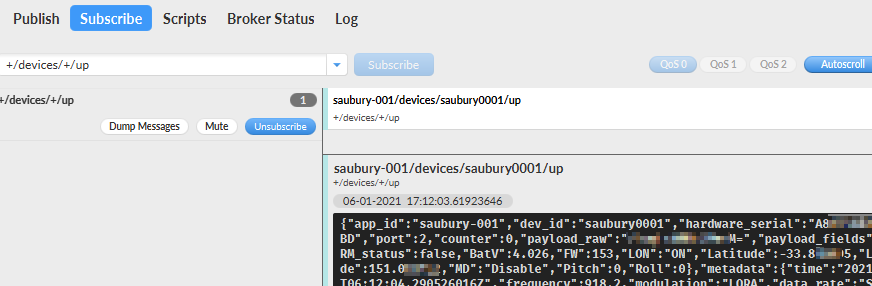 Publish Subscribe Scripts Broker Status Log
+/devices/+/up Subscribe QoS 0 QoS 1 QoS 2 Autoscroll
+/devices/+/up 1
Dump Messages Mute Unsubscribe
saubury-001/devices/saubury0001/up
+/devices/+/up
saubury-001/devices/saubury0001/up
+/devices/+/up
06-01-2021 17:12:03.61923646
{"app_id":"saubury-001","dev_id":"saubury0001","hardware_serial":"A8
BD","port":2,"counter":0,"payload_raw":" M=","payload_fields"
RM_status":false,"BatV":4.026,"FW":153,"LON":"ON","Latitude":-33.8 5,"L
de":151.0 ,"MD":"Disable","Pitch":0,"Roll":0},"metadata":{"time":"2021
T06:12:04.290526016Z","frequency":918.2,"modulation":"LORA","data_rate":"S